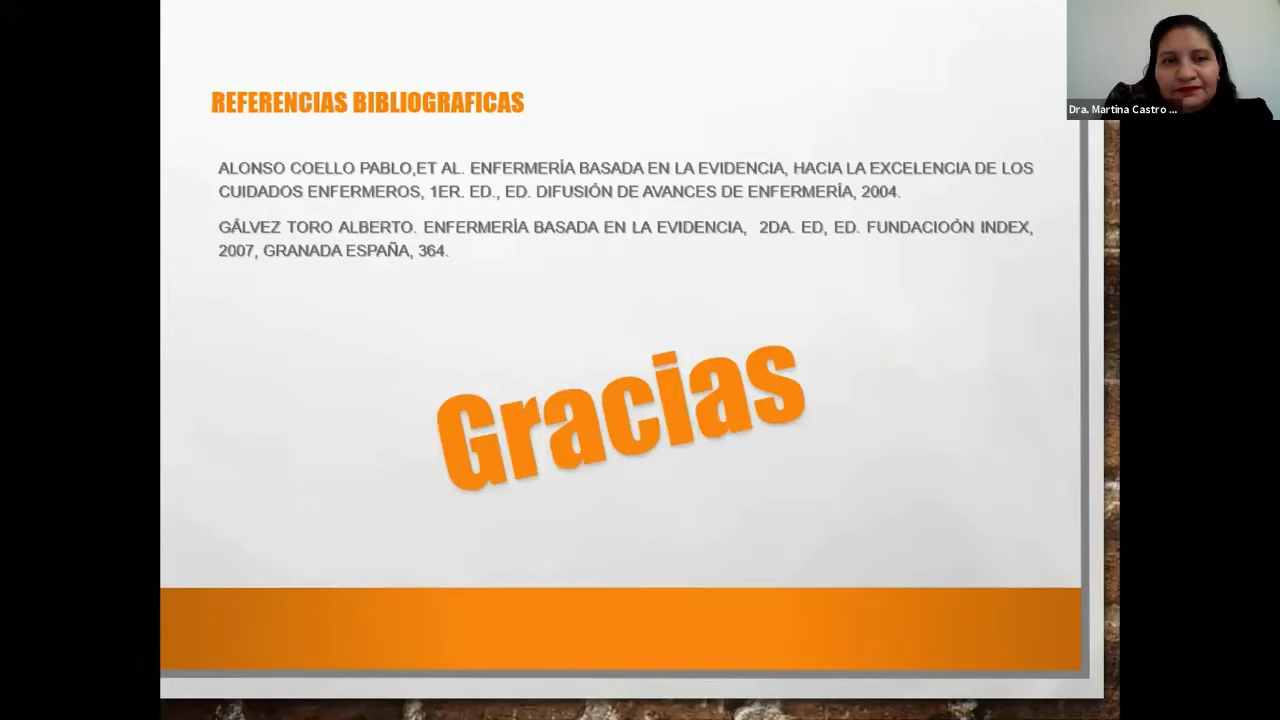 REFERENCIAS BIBLIOGRAFICAS
ALONSO COELLO PABLO,ET AL. ENFERMERÍA BASADA EN LA EVIDENCIA, HACIA LA EXCELENCIA DE LOS
CUIDADOS ENFERMEROS, 1ER. ED., ED. DIFUSIÓN DE AVANCES DE ENFERMERÍA, 2004.
GÁLVEZ TORO ALBERTO. ENFERMERÍA BASADA EN LA EVIDENCIA, 2DA. ED, ED. FUNDACIOÓN INDEX,
2007, GRANADA ESPAÑA, 364.
Gracias
Dra. Martina Castro ...